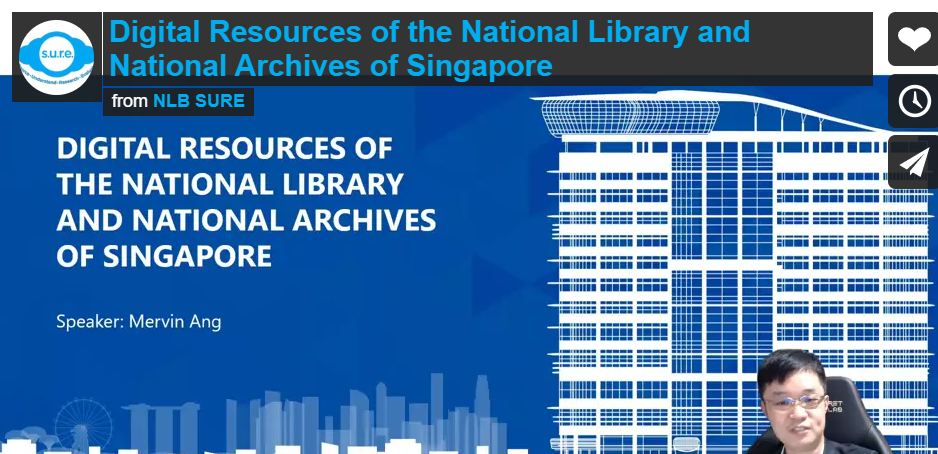 s.u.r.e.
Digital Resources of the National Library and
National Archives of Singapore
from NLB SURE
DIGITAL RESOURCES OF
THE NATIONAL LIBRARY
AND NATIONAL ARCHIVES
OF SINGAPORE
Speaker: Mervin Ang